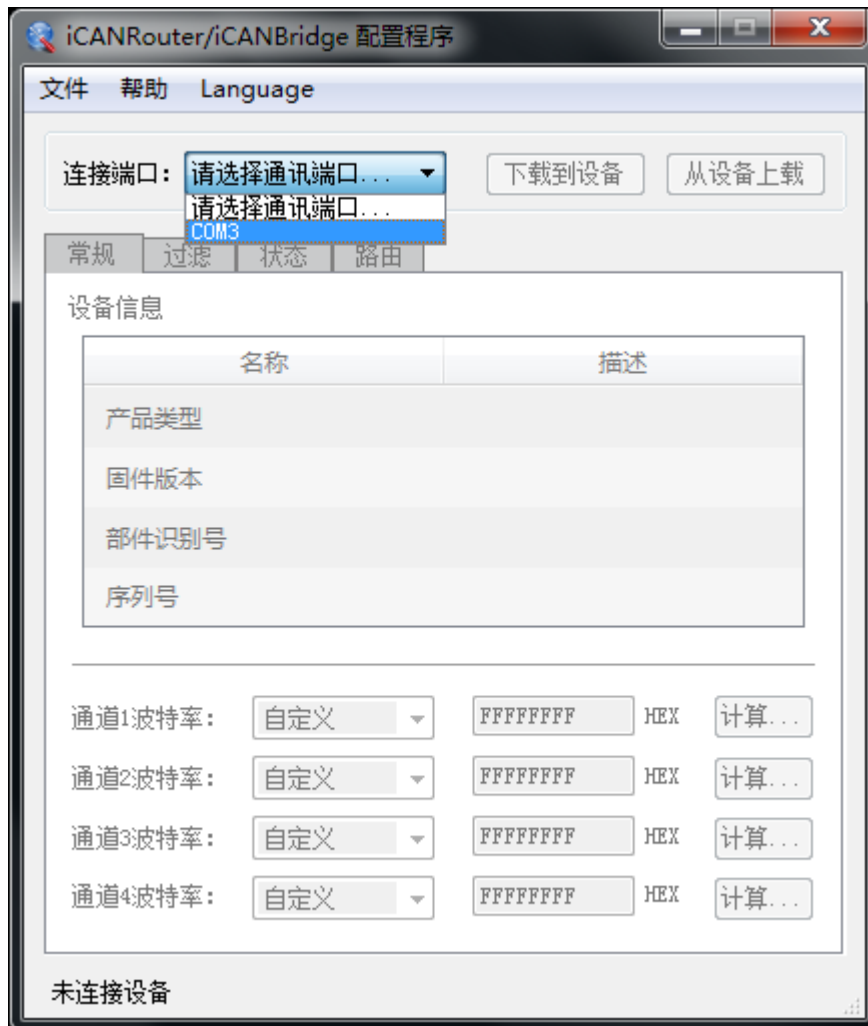 iCANRouter/iCANBridge 配置程序
文件 帮助 Language
连接端口: 请选择通讯端口... 下载到设备 从设备上载
请选择通讯端口...
COM3
常规 过滤 状态 路由
设备信息
名称 描述
产品类型
固件版本
部件识别号
序列号
通道1波特率: 自定义 FFFFFFFF HEX 计算...
通道2波特率: 自定义 FFFFFFFF HEX 计算...
通道3波特率: 自定义 FFFFFFFF HEX 计算...
通道4波特率: 自定义 FFFFFFFF HEX 计算...
未连接设备